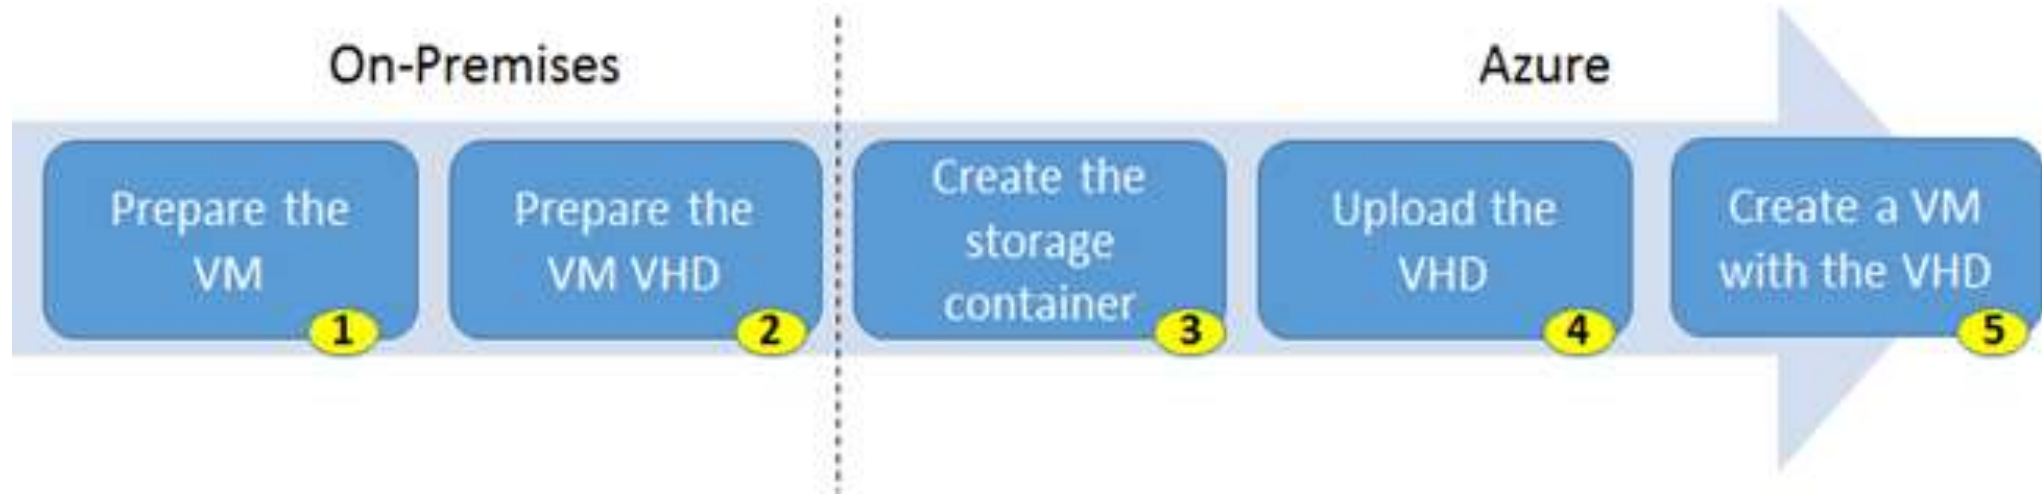 On-Premises
Azure
Prepare the
VM
1
Prepare the
VM VHD
2
Create the
storage
container
3
Upload the
VHD
4
Create a VM
with the VHD
5